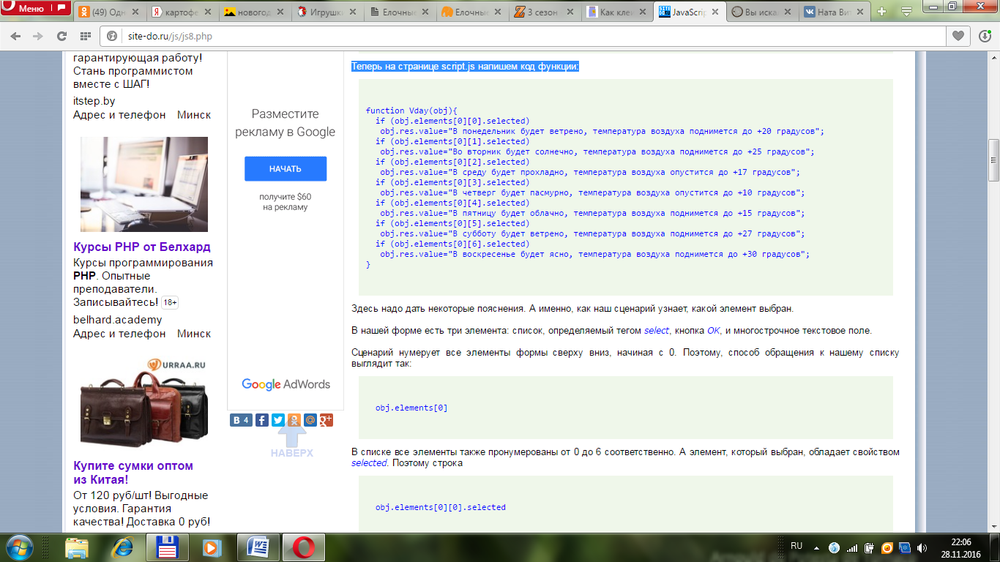 Меню
(49) Одн
картофе
новогод
Игрушки
Елочные
Елочные
3 сезон
Как клеи
JavaScrip
Вы иска
Ната Вит
site-do.ru/js/js8.php
гарантирующая работу!
Стань программистом
вместе с ШАГ!
itstep.by
Адрес и телефон Минск
Курсы PHP от Белхард
Курсы программирования
PHP. Опытные
преподаватели.
Записывайтесь! 18+
belhard.academy
Адрес и телефон Минск
URRAA.RU
Купите сумки оптом
из Китая!
От 120 руб/шт! Выгодные
условия. Гарантия
качества! Доставка 0 руб!
Разместите
рекламу в Google
НАЧАТЬ
получите $60
на рекламу
Google AdWords
В 4
НАВЕРХ
Теперь на странице script.js напишем код функции:
function Vday(obj){
if (obj.elements[0][0].selected)
obj.res.value="В понедельник будет ветрено, температура воздуха поднимется до +20 градусов";
if (obj.elements[0][1].selected)
obj.res.value="Во вторник будет солнечно, температура воздуха поднимется до +25 градусов";
if (obj.elements[0][2].selected)
obj.res.value="В среду будет прохладно, температура воздуха опустится до +17 градусов";
if (obj.elements[0][3].selected)
obj.res.value="В четверг будет пасмурно, температура воздуха опустится до +10 градусов";
if (obj.elements[0][4].selected)
obj.res.value="В пятницу будет облачно, температура воздуха поднимется до +15 градусов";
if (obj.elements[0][5].selected)
obj.res.value="В субботу будет ветрено, температура воздуха поднимется до +27 градусов";
if (obj.elements[0][6].selected)
obj.res.value="В воскресенье будет ясно, температура воздуха поднимется до +30 градусов";
}
Здесь надо дать некоторые пояснения. А именно, как наш сценарий узнает, какой элемент выбран.
В нашей форме есть три элемента: список, определяемый тегом select, кнопка OK, и многострочное текстовое поле.
Сценарий нумерует все элементы формы сверху вниз, начиная с 0. Поэтому, способ обращения к нашему списку
выглядит так:
obj.elements[0]
В списке все элементы также пронумерованы от 0 до 6 соответственно. А элемент, который выбран, обладает свойством
selected. Поэтому строка
obj.elements[0][0].selected
RU
22:06
28.11.2016